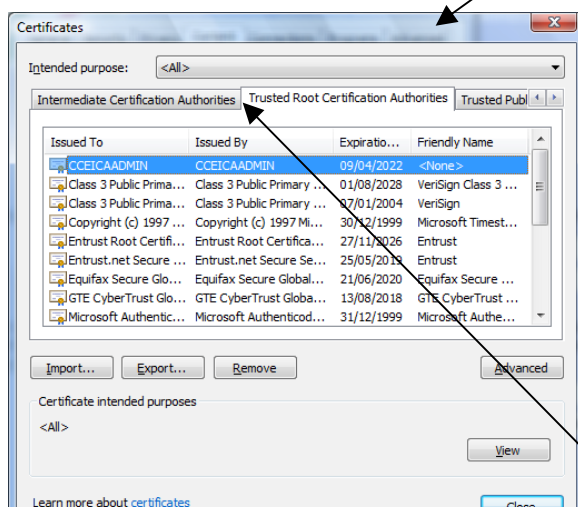 Certificates
Intended purpose: <All>
Intermediate Certification Authorities Trusted Root Certification Authorities Trusted Publ
Issued To Issued By Expiratio... Friendly Name
CCEICAADMIN CCEICAADMIN 09/04/2022 <None>
Class 3 Public Prima... Class 3 Public Primary ... 01/08/2028 VeriSign Class 3 ...
Class 3 Public Prima... Class 3 Public Primary ... 07/01/2004 VeriSign
Copyright (c) 1997 ... Copyright (c) 1997 Mi... 30/12/1999 Microsoft Timest...
Entrust Root Certifi... Entrust Root Certifica... 27/11/2026 Entrust
Entrust.net Secure ... Entrust.net Secure Se... 25/05/2019 Entrust
Equifax Secure Glo... Equifax Secure Global... 21/06/2020 Equifax Secure ...
GTE CyberTrust Glo... GTE CyberTrust Globa... 13/08/2018 GTE CyberTrust ...
Microsoft Authentic... Microsoft Authenticod... 31/12/1999 Microsoft Authe...
Import... Export... Remove Advanced
Certificate intended purposes
<All>
View
Learn more about certificates
Close